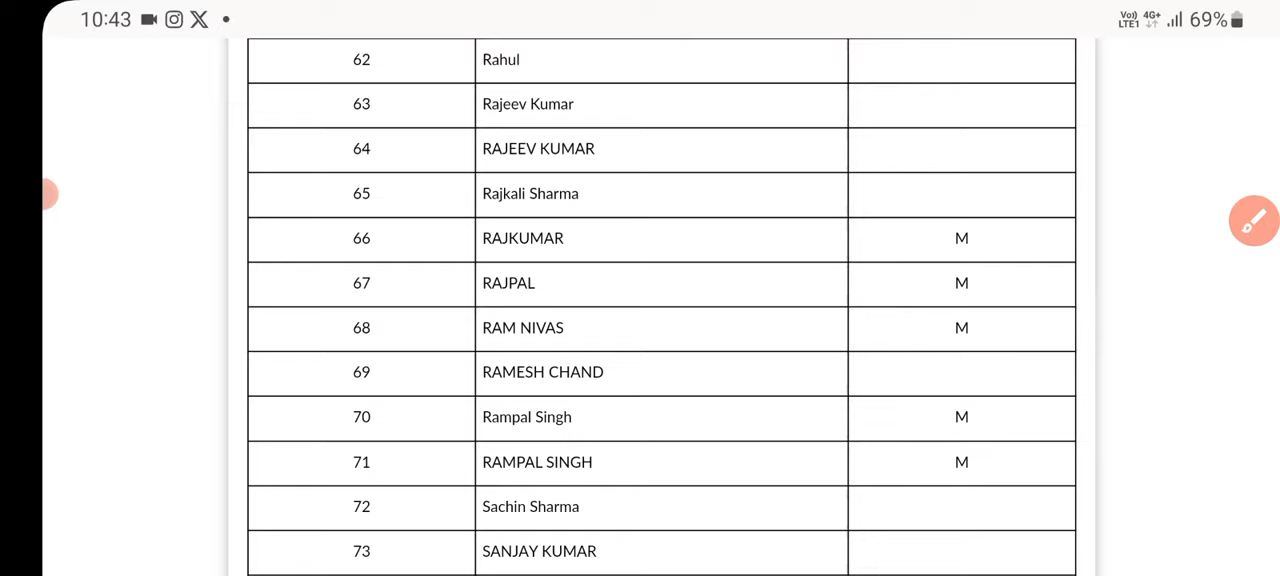 10:43 Vo)) LTE1 4G+ 69%
62 Rahul
63 Rajeev Kumar
64 RAJEEV KUMAR
65 Rajkali Sharma
66 RAJKUMAR M
67 RAJPAL M
68 RAM NIVAS M
69 RAMESH CHAND
70 Rampal Singh M
71 RAMPAL SINGH M
72 Sachin Sharma
73 SANJAY KUMAR